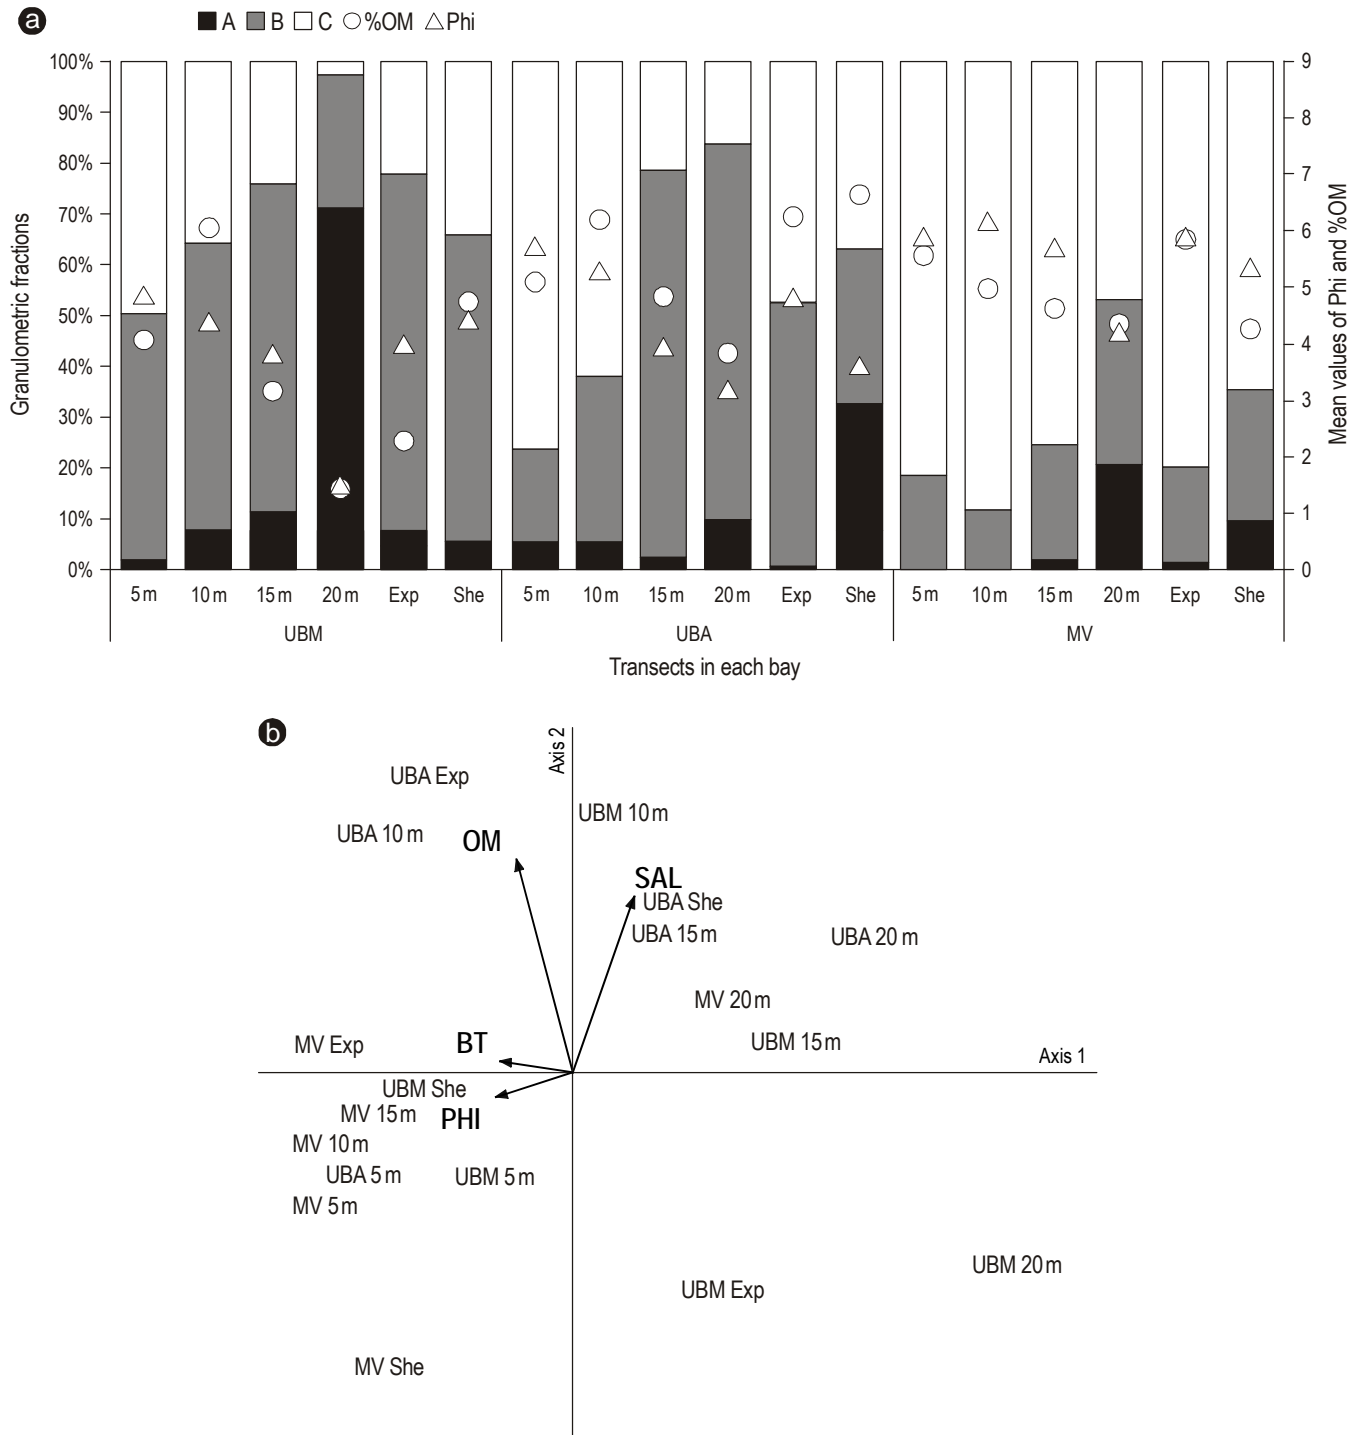 a
A B C %OM Phi
100% 9
90% 8
80% 7
70% 6
60% 5
50% 4
40% 3
30% 2
20% 1
10% 0
0%
Granulometric fractions
Mean values of Phi and %OM
5 m 10 m 15 m 20 m Exp She 5 m 10 m 15 m 20 m Exp She 5 m 10 m 15 m 20 m Exp She
UBM UBA MV
Transects in each bay
b
Axis 2
UBA Exp
UBM 10 m
UBA 10 m
OM
SAL
UBA She
UBA 15 m
UBA 20 m
MV 20 m
UBM 15 m
MV Exp
BT
Axis 1
UBM She
MV 15 m
PHI
MV 10 m
UBA 5 m
UBM 5 m
MV 5 m
UBM 20 m
UBM Exp
MV She